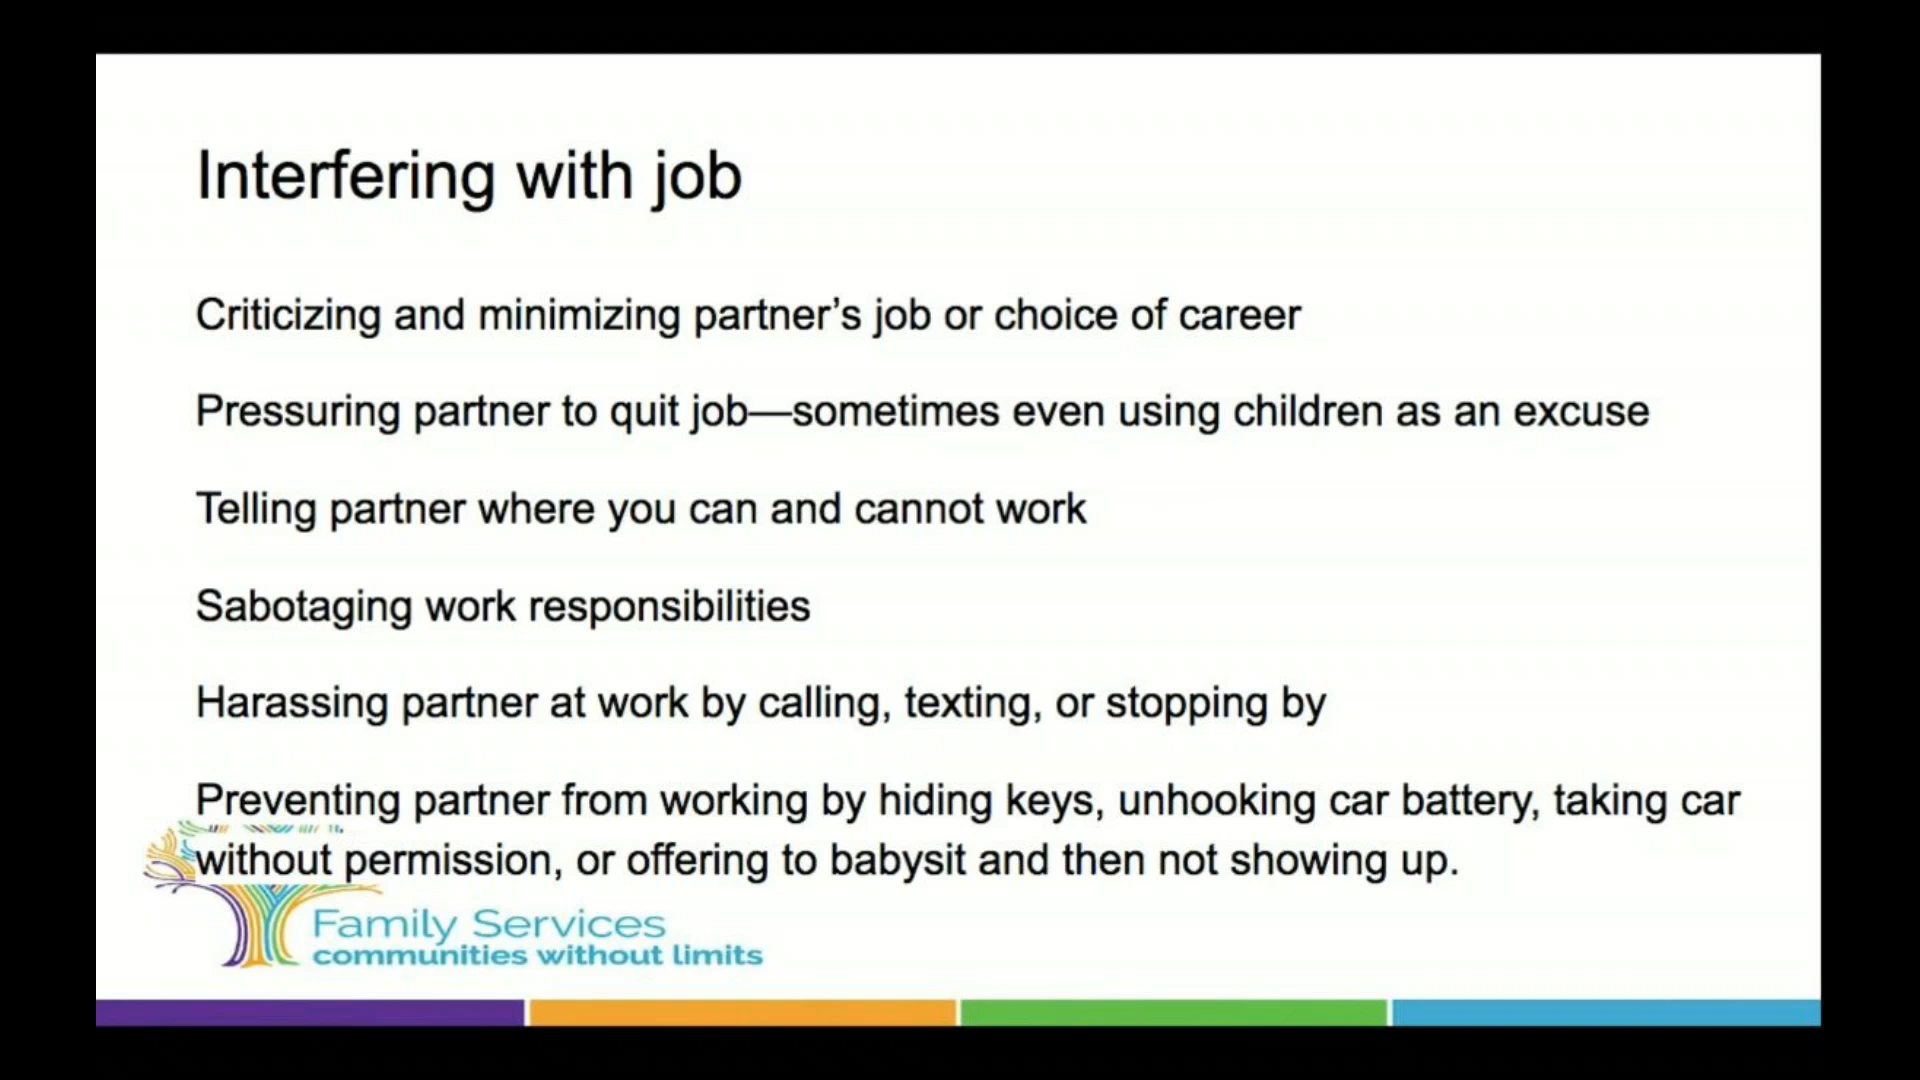 Interfering with job
Criticizing and minimizing partner’s job or choice of career
Pressuring partner to quit job—sometimes even using children as an excuse
Telling partner where you can and cannot work
Sabotaging work responsibilities
Harassing partner at work by calling, texting, or stopping by
Preventing partner from working by hiding keys, unhooking car battery, taking car
without permission, or offering to babysit and then not showing up.
Family Services
communities without limits